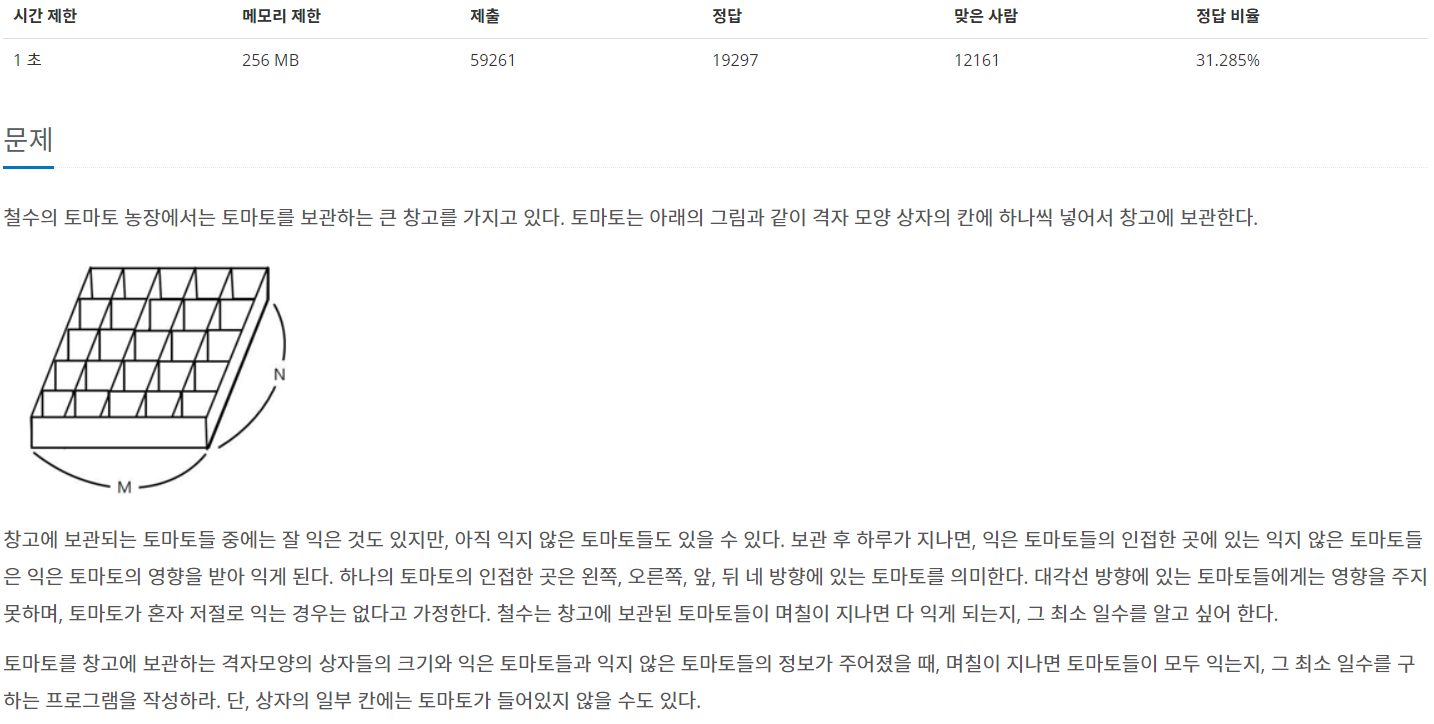 시간 제한 메모리 제한 제출 정답 맞은 사람 정답 비율
1 초 256 MB 59261 19297 12161 31.285%
문제
철수의 토마토 농장에서는 토마토를 보관하는 큰 창고를 가지고 있다. 토마토는 아래의 그림과 같이 격자 모양 상자의 칸에 하나씩 넣어서 창고에 보관한다.
N
M
창고에 보관되는 토마토들 중에는 잘 익은 것도 있지만, 아직 익지 않은 토마토들도 있을 수 있다. 보관 후 하루가 지나면, 익은 토마토들의 인접한 곳에 있는 익지 않은 토마토들
은 익은 토마토의 영향을 받아 익게 된다. 하나의 토마토의 인접한 곳은 왼쪽, 오른쪽, 앞, 뒤 네 방향에 있는 토마토를 의미한다. 대각선 방향에 있는 토마토들에게는 영향을 주지
못하며, 토마토가 혼자 저절로 익는 경우는 없다고 가정한다. 철수는 창고에 보관된 토마토들이 며칠이 지나면 다 익게 되는지, 그 최소 일수를 알고 싶어 한다.
토마토를 창고에 보관하는 격자모양의 상자들의 크기와 익은 토마토들과 익지 않은 토마토들의 정보가 주어졌을 때, 며칠이 지나면 토마토들이 모두 익는지, 그 최소 일수를 구
하는 프로그램을 작성하라. 단, 상자의 일부 칸에는 토마토가 들어있지 않을 수도 있다.